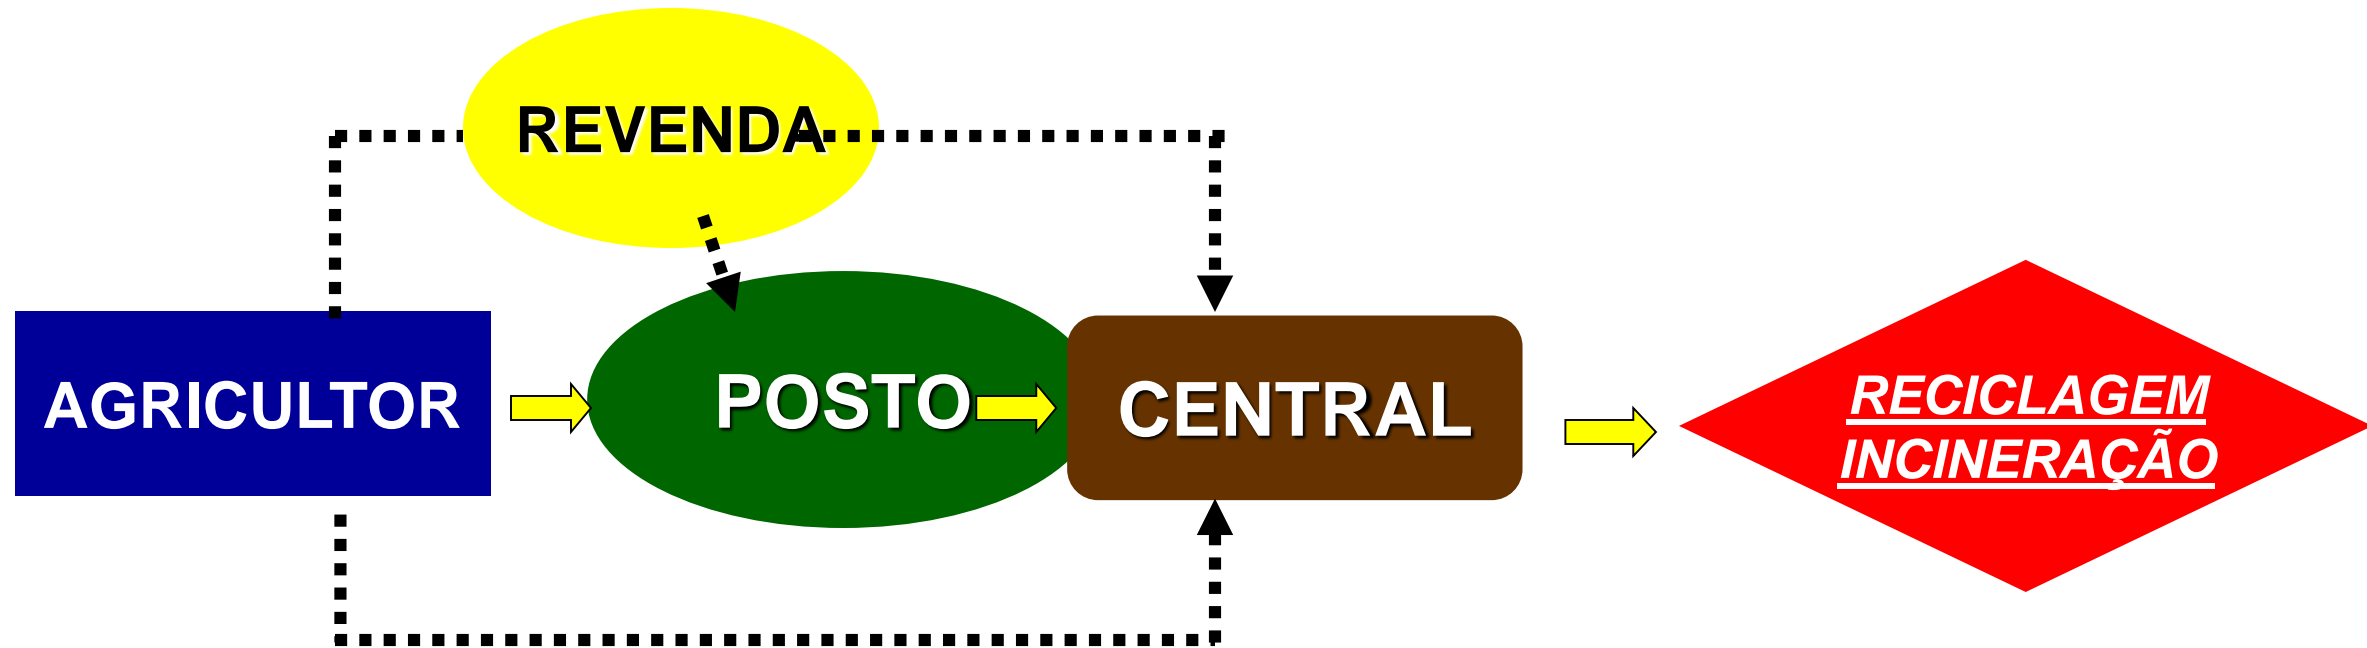 REVENDA
AGRICULTOR
POSTO
CENTRAL
RECICLAGEM
INCINERAÇÃO